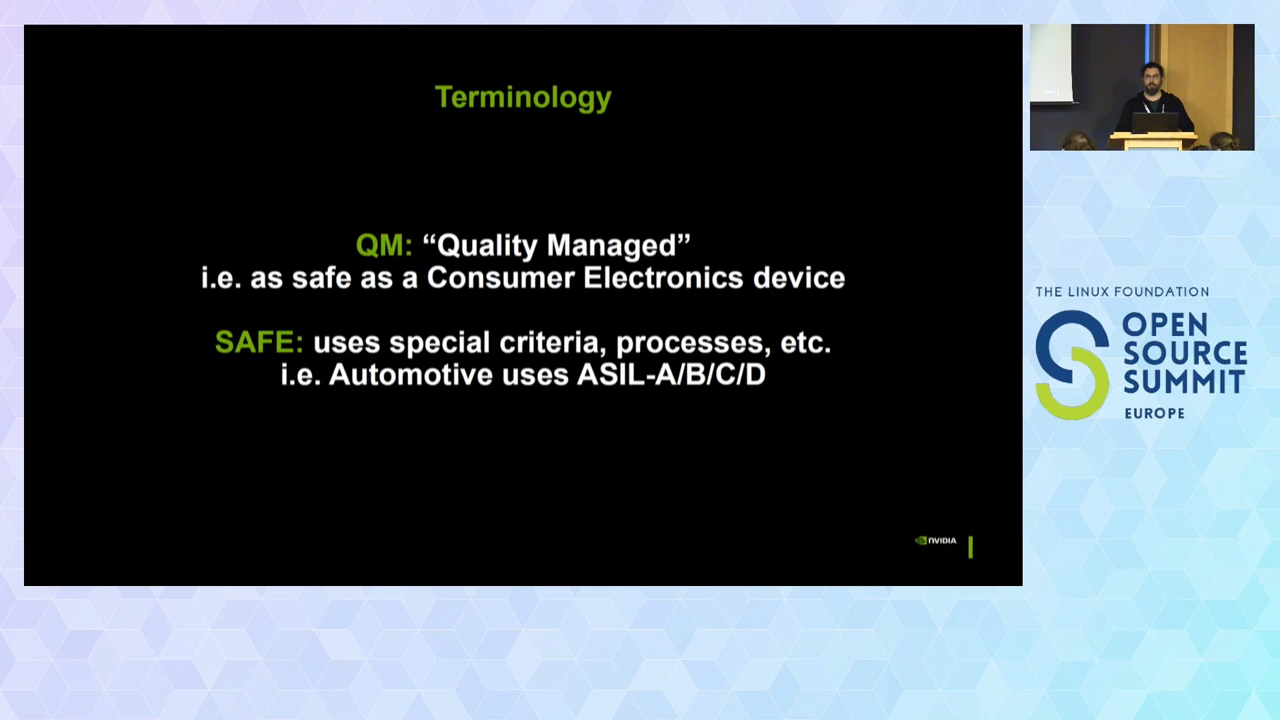 Terminology
QM: “Quality Managed”
i.e. as safe as a Consumer Electronics device
SAFE: uses special criteria, processes, etc.
i.e. Automotive uses ASIL-A/B/C/D
NVIDIA
THE LINUX FOUNDATION
OPEN
SOURCE
SUMMIT
EUROPE